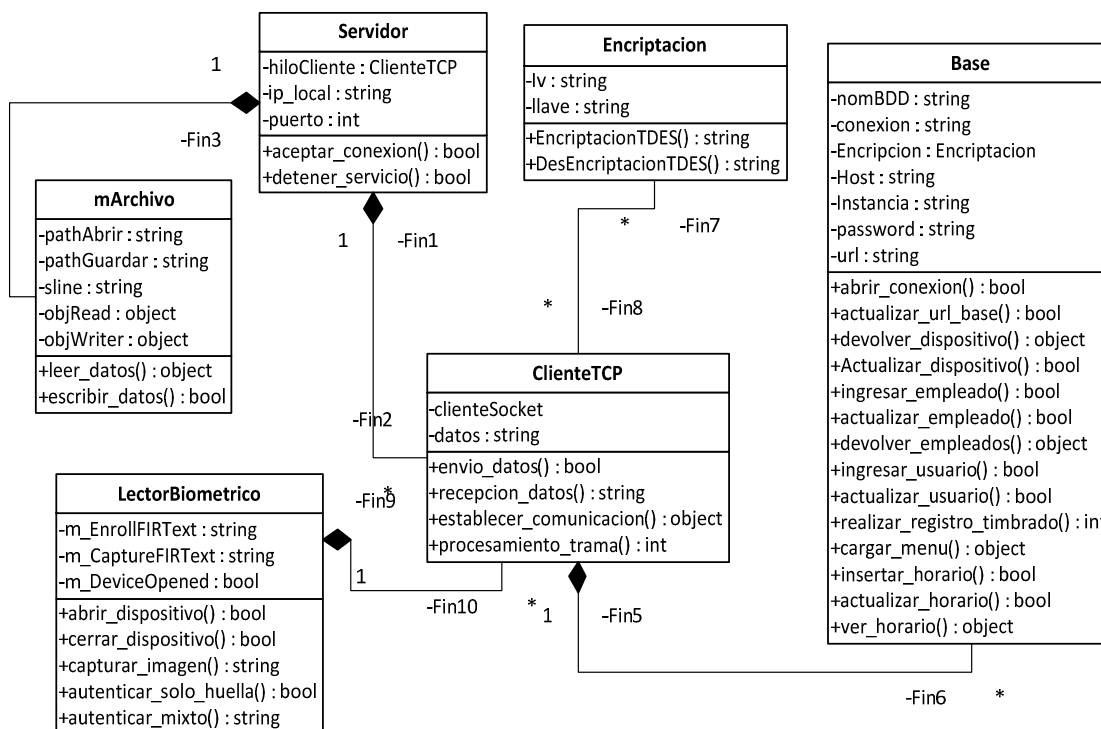 Servidor
-hiloCliente : ClienteTCP
-ip_local : string
-puerto : int
+aceptar_conexion() : bool
+detener_servicio() : bool
Encriptacion
-Iv : string
-llave : string
+EncriptacionTDES() : string
+DesEncriptacionTDES() : string
Base
-nomBDD : string
-conexion : string
-Encripcion : Encriptacion
-Host : string
-Instancia : string
-password : string
-url : string
+abrir_conexion() : bool
+actualizar_url_base() : bool
+devolver_dispositivo() : object
+Actualizar_dispositivo() : bool
+ingresar_empleado() : bool
+actualizar_empleado() : bool
+devolver_empleados() : object
+ingresar_usuario() : bool
+actualizar_usuario() : bool
+realizar_registro_timbrado() : int
+cargar_menu() : object
+insertar_horario() : bool
+actualizar_horario() : bool
+ver_horario() : object
1
-Fin3
mArchivo
-pathAbrir : string
-pathGuardar : string
-sline : string
-objRead : object
-objWriter : object
+leer_datos() : object
+escribir_datos() : bool
1
-Fin1
*
-Fin7
*
-Fin8
ClienteTCP
-clienteSocket
-datos : string
+envio_datos() : bool
+recepcion_datos() : string
+establecer_comunicacion() : object
+procesamiento_trama() : int
-Fin2
*
-Fin9
LectorBiometrico
-m_EnrollFIRText : string
-m_CaptureFIRText : string
-m_DeviceOpened : bool
+abrir_dispositivo() : bool
+cerrar_dispositivo() : bool
+capturar_imagen() : string
+autenticar_solo_huella() : bool
+autenticar_mixto() : string
1
-Fin10
*
1
-Fin5
-Fin6
*